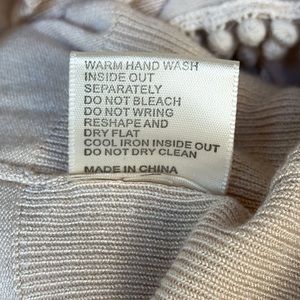 WARM HAND WASH
INSIDE OUT
SEPARATELY
DO NOT BLEACH
DO NOT WRING
RESHAPE AND
DRY FLAT
COOL IRON INSIDE OUT
DO NOT DRY CLEAN
MADE IN CHINA